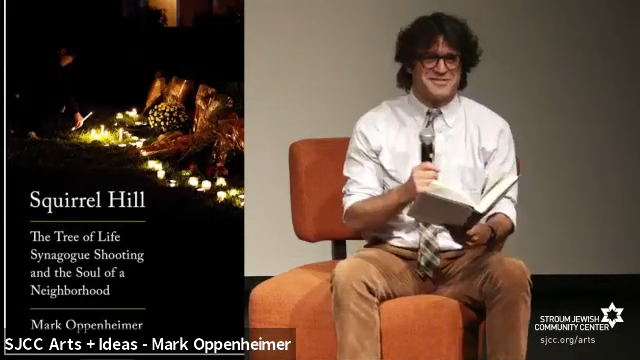 Squirrel Hill
The Tree of Life
Synagogue Shooting
and the Soul of a
Neighborhood
Mark Oppenheimer
SJCC Arts + Ideas - Mark Oppenheimer
STROUM JEWISH
COMMUNITY CENTER
sjcc.org/arts